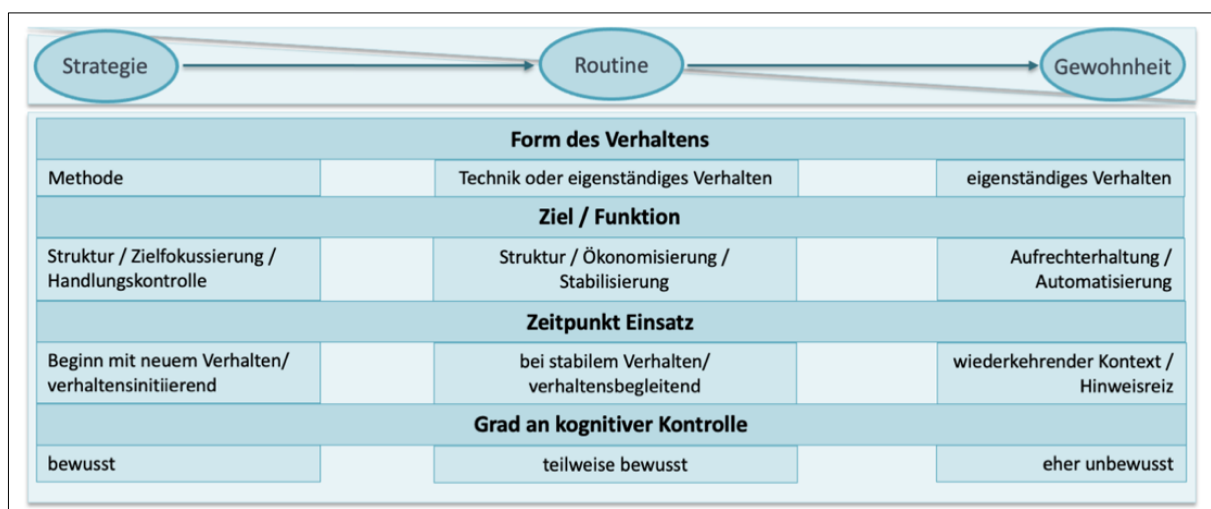 Strategie
Routine
Gewohnheit
Form des Verhaltens
Methode
Technik oder eigenständiges Verhalten
eigenständiges Verhalten
Ziel / Funktion
Struktur / Zielfokussierung /
Handlungskontrolle
Struktur / Ökonomisierung /
Stabilisierung
Aufrechterhaltung /
Automatisierung
Zeitpunkt Einsatz
Beginn mit neuem Verhalten/
verhaltensinitiierend
bei stabilem Verhalten/
verhaltensbegleitend
wiederkehrender Kontext /
Hinweisreiz
Grad an kognitiver Kontrolle
bewusst
teilweise bewusst
eher unbewusst